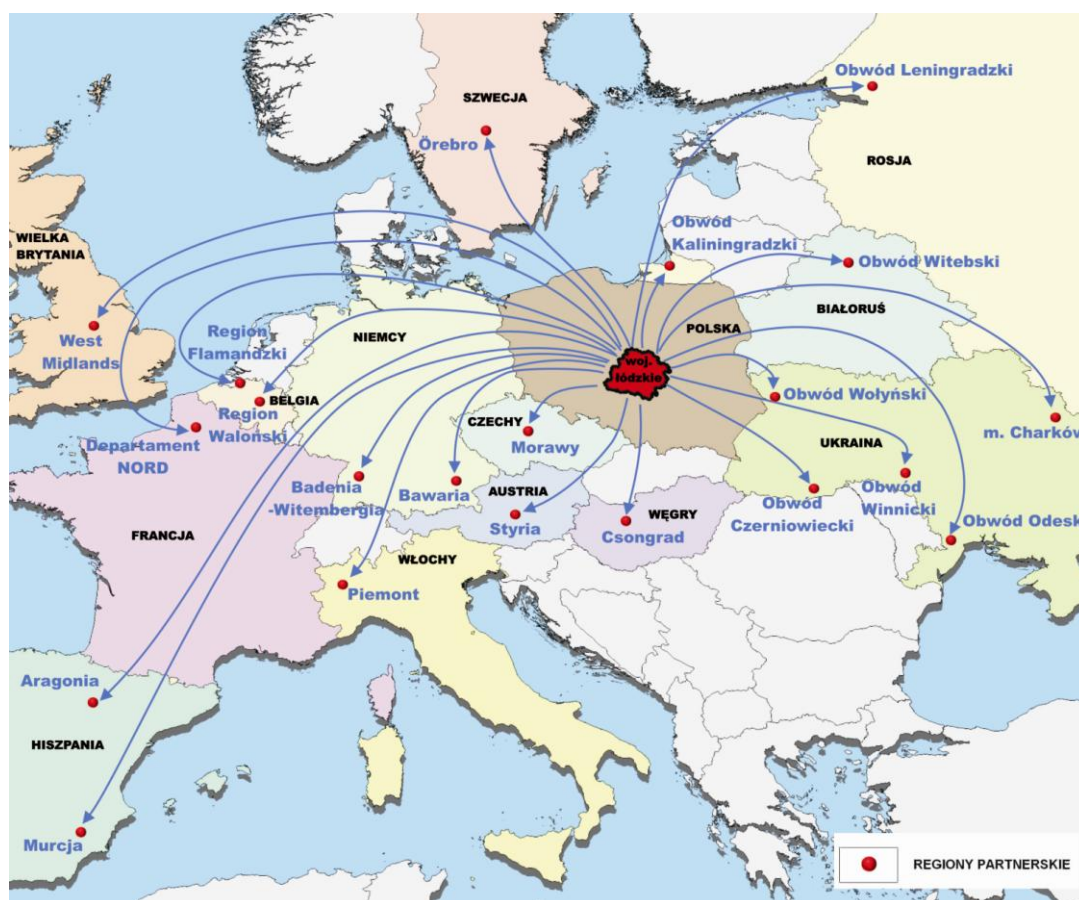 Obwód Leningradzki
SZWECJA
Örebro
ROSJA
WIELKA
BRYTANIA
Obwód
Kaliningradzki
Obwód Witebski
BIAŁORUŚ
POLSKA
NIEMCY
West
Midlands
Region
Flamandzki
BELGIA
Region
Waloński
Departament
NORD
woj.
łódzkie
Obwód Wołyński
m. Charków
UKRAINA
CZECHY
Morawy
Badenia
-Witembergia
Bawaria
AUSTRIA
Styria
WĘGRY
Csongrad
Obwód
Czerniowiecki
Obwód
Winnicki
Obwód Odesk
FRANCJA
WŁOCHY
Piemont
Aragonia
HISZPANIA
Murcja
REGIONY PARTNERSKIE